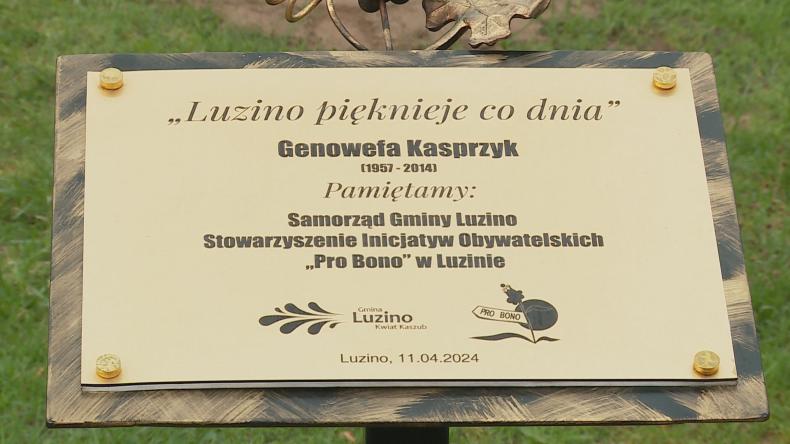 „Luzino pięknieje co dnia”
Genowefa Kasprzyk
(1957 - 2014)
Pamiętamy:
Samorząd Gminy Luzino
Stowarzyszenie Inicjatyw Obywatelskich
„Pro Bono” w Luzinie
Gmina
Luzino
Kwiat Kaszub
PRO BONO
Luzino, 11.04.2024